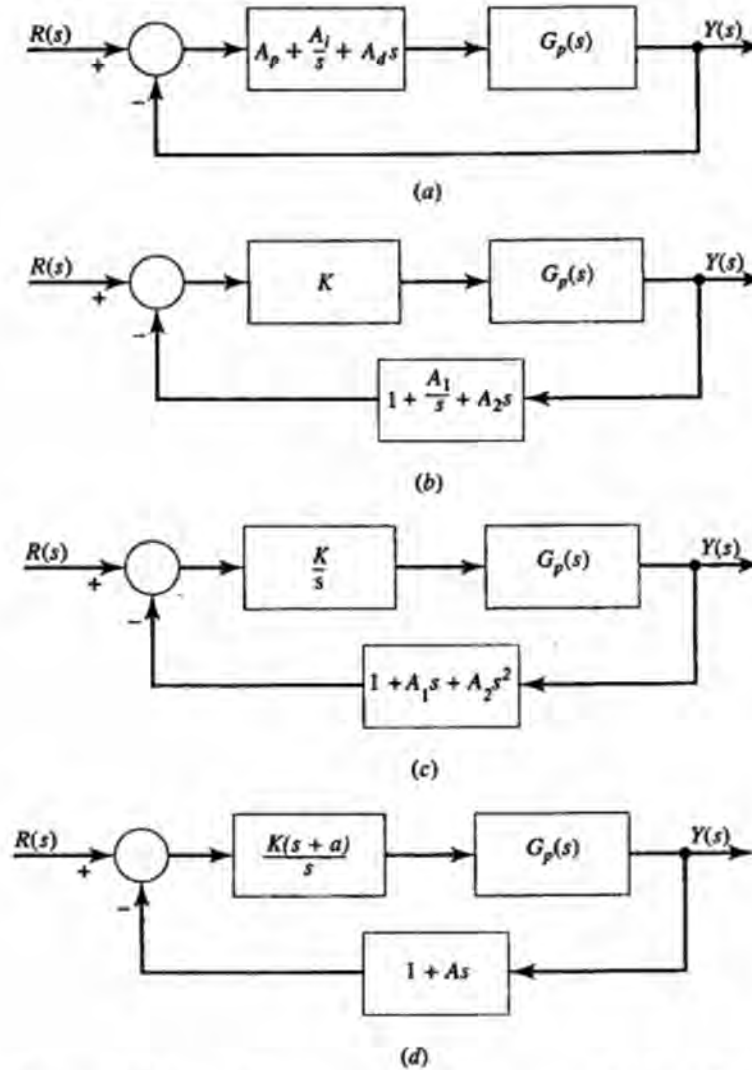 R(s) + − A_p + A_i/s + A_d s G_p(s) Y(s)
(a)
R(s) + − K G_p(s) Y(s)
1 + A_1/s + A_2 s
(b)
R(s) + − K/s G_p(s) Y(s)
1 + A_1 s + A_2 s^2
(c)
R(s) + − K(s + a)/s G_p(s) Y(s)
1 + As
(d)